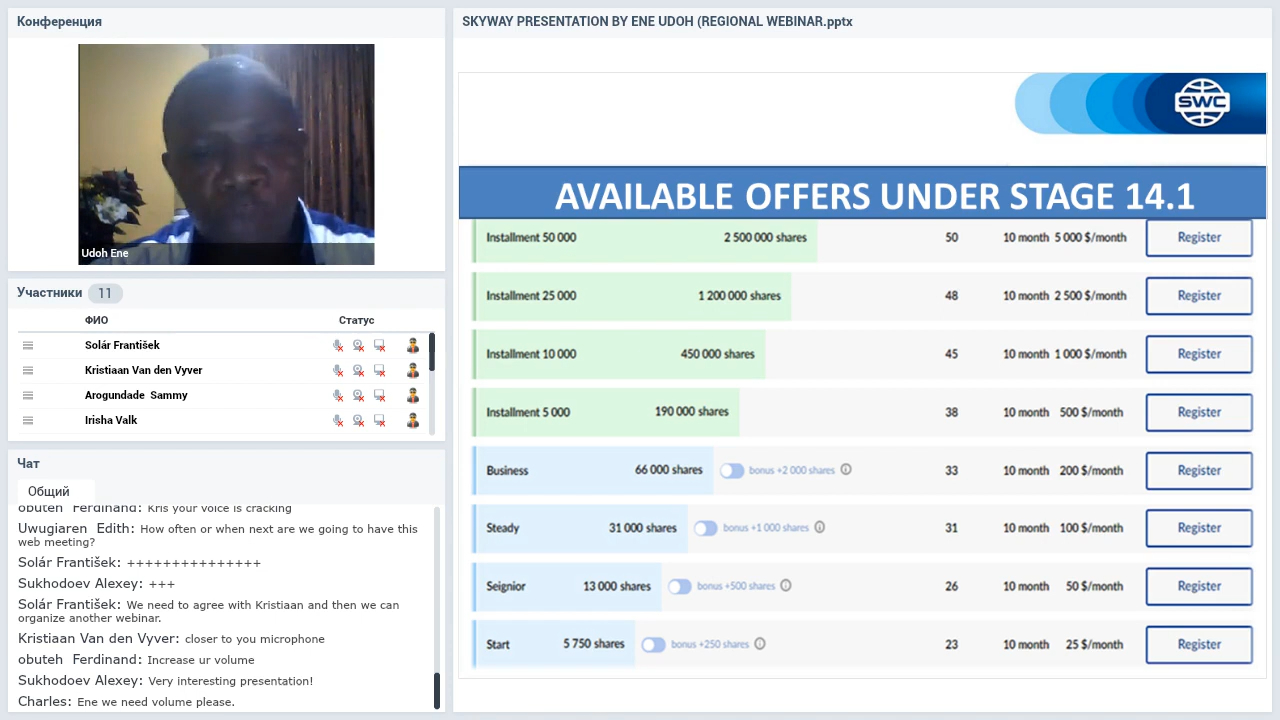 Конференция
Udoh Ene
Участники 11
ФИО Статус
Solár František
Kristiaan Van den Vyver
Arogundade Sammy
Irisha Valk
Чат
Общий
obuten Ferdinand: Kris your voice is cracking
Uwugiaren Edith: How often or when next are we going to have this
web meeting?
Solár František: +++++++++++++++
Sukhodoev Alexey: +++
Solár František: We need to agree with Kristiaan and then we can
organize another webinar.
Kristiaan Van den Vyver: closer to you microphone
obuteh Ferdinand: Increase ur volume
Sukhodoev Alexey: Very interesting presentation!
Charles: Ene we need volume please.
SKYWAY PRESENTATION BY ENE UDOH (REGIONAL WEBINAR.pptx
SWC
AVAILABLE OFFERS UNDER STAGE 14.1
Installment 50 000 2 500 000 shares 50 10 month 5 000 $/month Register
Installment 25 000 1 200 000 shares 48 10 month 2 500 $/month Register
Installment 10 000 450 000 shares 45 10 month 1 000 $/month Register
Installment 5 000 190 000 shares 38 10 month 500 $/month Register
Business 66 000 shares bonus +2 000 shares 33 10 month 200 $/month Register
Steady 31 000 shares bonus +1 000 shares 31 10 month 100 $/month Register
Seignior 13 000 shares bonus +500 shares 26 10 month 50 $/month Register
Start 5 750 shares bonus +250 shares 23 10 month 25 $/month Register